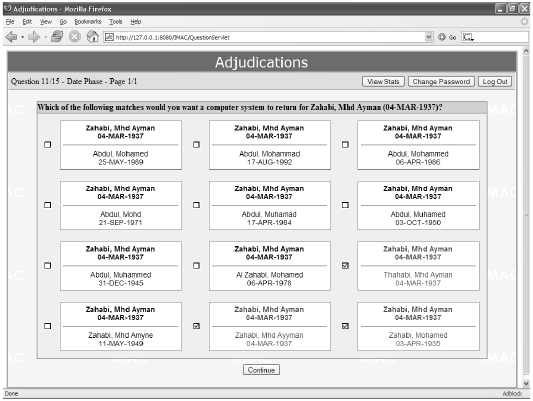 Adjudications - Mozilla Firefox
File Edit View Go Bookmarks Tools Help
http://127.0.0.1:8080/IMAC/QuestionServlet
Go
Adjudications
Question 11/15 - Date Phase - Page 1/1
View Stats Change Password Log Out
Which of the following matches would you want a computer system to return for Zahabi, Mhd Ayman (04-MAR-1937)?
Zahabi, Mhd Ayman Zahabi, Mhd Ayman Zahabi, Mhd Ayman
04-MAR-1937 04-MAR-1937 04-MAR-1937
Abdul, Mohamed Abdul, Mohammad Abdul, Mohammed
25-MAY-1989 17-AUG-1992 06-APR-1986
Zahabi, Mhd Ayman Zahabi, Mhd Ayman Zahabi, Mhd Ayman
04-MAR-1937 04-MAR-1937 04-MAR-1937
Abdul, Mohd Abdul, Muhamad Abdul, Muhamed
21-SEP-1971 17-APR-1984 03-OCT-1950
Zahabi, Mhd Ayman Zahabi, Mhd Ayman Zahabi, Mhd Ayman
04-MAR-1937 04-MAR-1937 04-MAR-1937
Abdul, Muhammed Al Zahabi, Mohamed Thahabi, Mhd Ayman
31-DEC-1945 06-APR-1978 04-MAR-1937
Zahabi, Mhd Ayman Zahabi, Mhd Ayman Zahabi, Mhd Ayman
04-MAR-1937 04-MAR-1937 04-MAR-1937
Zahabi, Mhd Amyne Zahabi, Mhd Ayyman Zahabi, Mohamed
11-MAY-1949 04-MAR-1937 03-APR-1935
Continue
Done Adblock